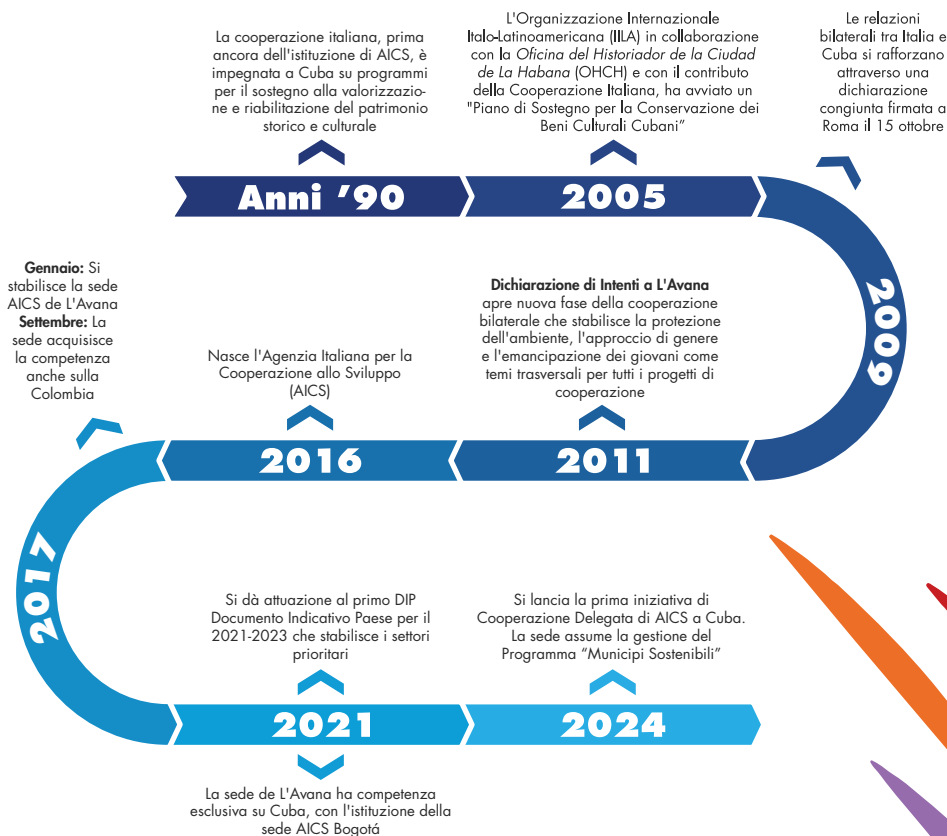 La cooperazione italiana, prima
ancora dell'istituzione di AICS, è
impegnata a Cuba su programmi
per il sostegno alla valorizzazio-
ne e riabilitazione del patrimonio
storico e culturale
Anni '90
L'Organizzazione Internazionale
Italo-Latinoamericana (IILA) in collaborazione
con la Oficina del Historiador de la Ciudad
de La Habana (OHCH) e con il contributo
della Cooperazione Italiana, ha avviato un
"Piano di Sostegno per la Conservazione dei
Beni Culturali Cubani”
2005
Le relazioni
bilaterali tra Italia e
Cuba si rafforzano
attraverso una
dichiarazione
congiunta firmata a
Roma il 15 ottobre
2009
Dichiarazione di Intenti a L'Avana
apre nuova fase della cooperazione
bilaterale che stabilisce la protezione
dell'ambiente, l'approccio di genere
e l'emancipazione dei giovani come
temi trasversali per tutti i progetti di
cooperazione
2011
Nasce l'Agenzia Italiana per la
Cooperazione allo Sviluppo
(AICS)
2016
Gennaio: Si
stabilisce la sede
AICS de L'Avana
Settembre: La
sede acquisisce
la competenza
anche sulla
Colombia
2017
Si dà attuazione al primo DIP
Documento Indicativo Paese per il
2021-2023 che stabilisce i settori
prioritari
2021
La sede de L'Avana ha competenza
esclusiva su Cuba, con l'istituzione della
sede AICS Bogotá
Si lancia la prima iniziativa di
Cooperazione Delegata di AICS a Cuba.
La sede assume la gestione del
Programma “Municipi Sostenibili”
2024